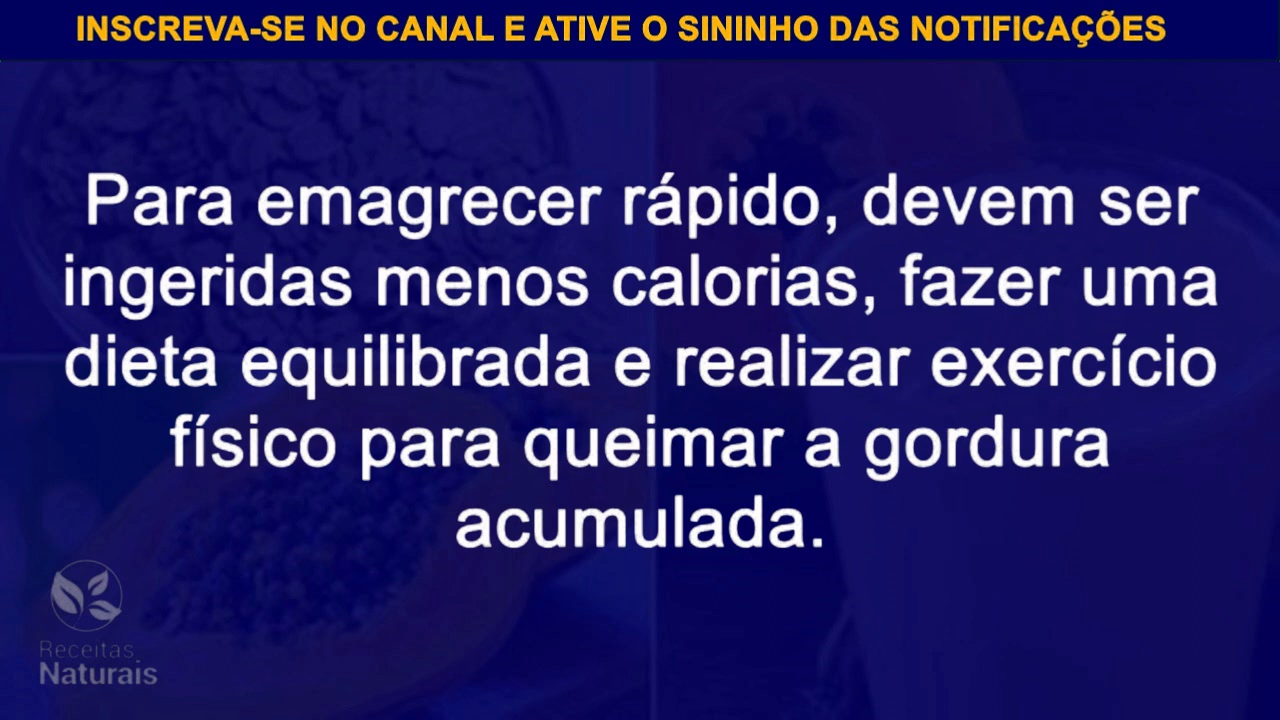 INSCREVA-SE NO CANAL E ATIVE O SININHO DAS NOTIFICAÇÕES
Para emagrecer rápido, devem ser
ingeridas menos calorias, fazer uma
dieta equilibrada e realizar exercício
físico para queimar a gordura
acumulada.
Receitas
Naturais